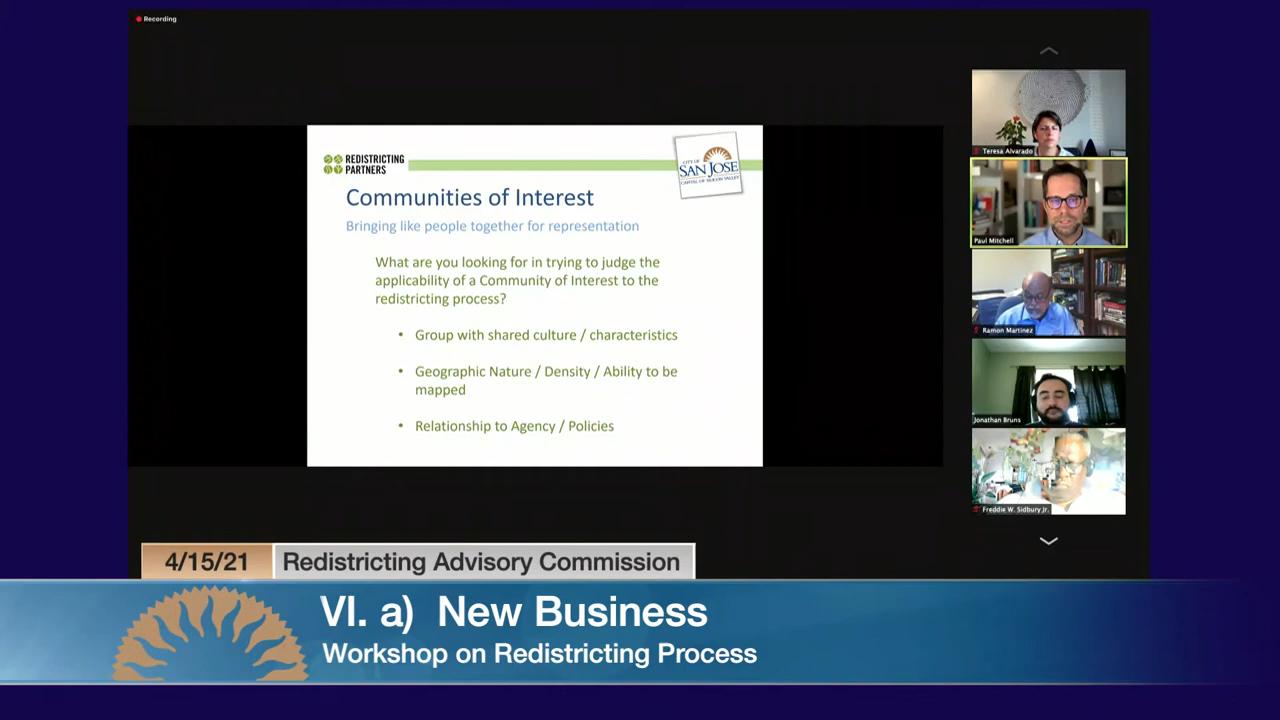 Recording
REDISTRICTING
PARTNERS
CITY OF
SAN JOSE
CAPITAL OF SILICON VALLEY
Communities of Interest
Bringing like people together for representation
What are you looking for in trying to judge the
applicability of a Community of Interest to the
redistricting process?
• Group with shared culture / characteristics
• Geographic Nature / Density / Ability to be
mapped
• Relationship to Agency / Policies
Teresa Alvarado
Paul Mitchell
Ramon Martinez
Jonathan Bruns
Freddie W. Sidbury Jr.
4/15/21 Redistricting Advisory Commission
VI. a) New Business
Workshop on Redistricting Process